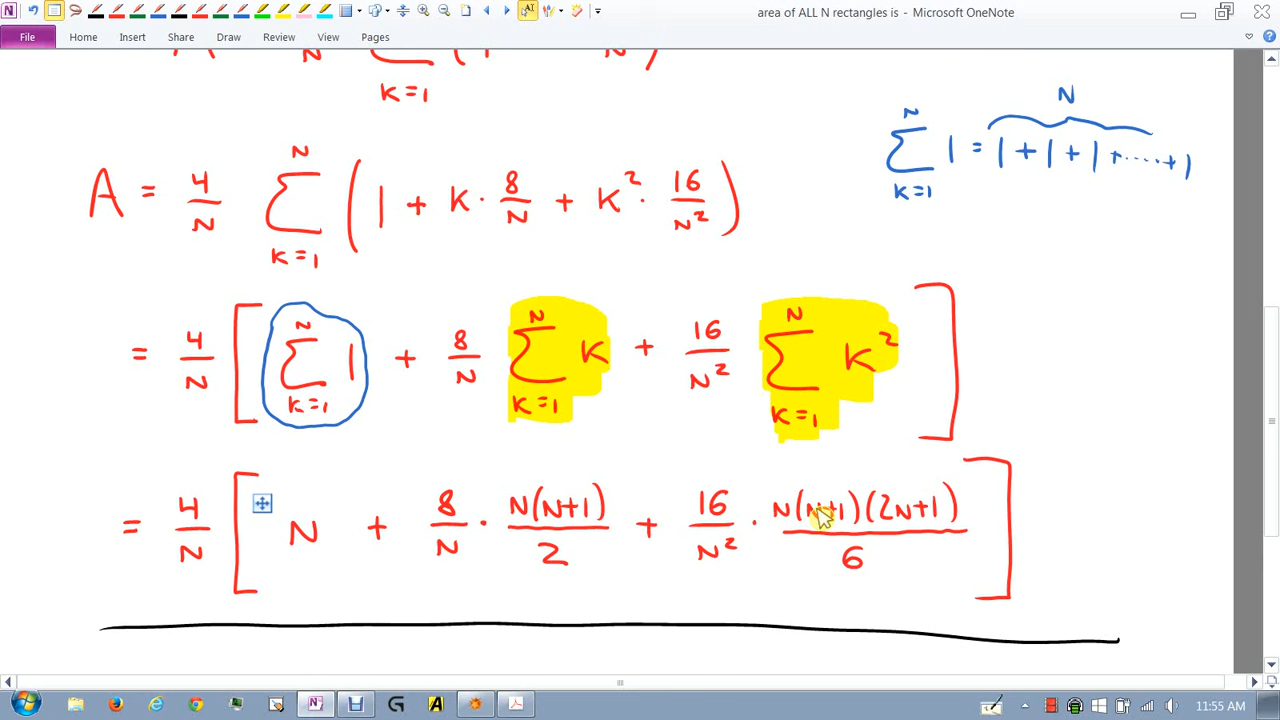 area of ALL N rectangles is - Microsoft OneNote
File Home Insert Share Draw Review View Pages
N
K=1
A = 4/N ∑ K=1 N (1 + K · 8/N + K² · 16/N²)
∑ K=1 N 1 = 1 + 1 + 1 + ····· + 1
N
= 4/N [ ∑ K=1 N 1 + 8/N ∑ K=1 N K + 16/N² ∑ K=1 N K² ]
= 4/N [ N + 8/N · N(N+1)/2 + 16/N² · N(N+1)(2N+1)/6 ]
11:55 AM